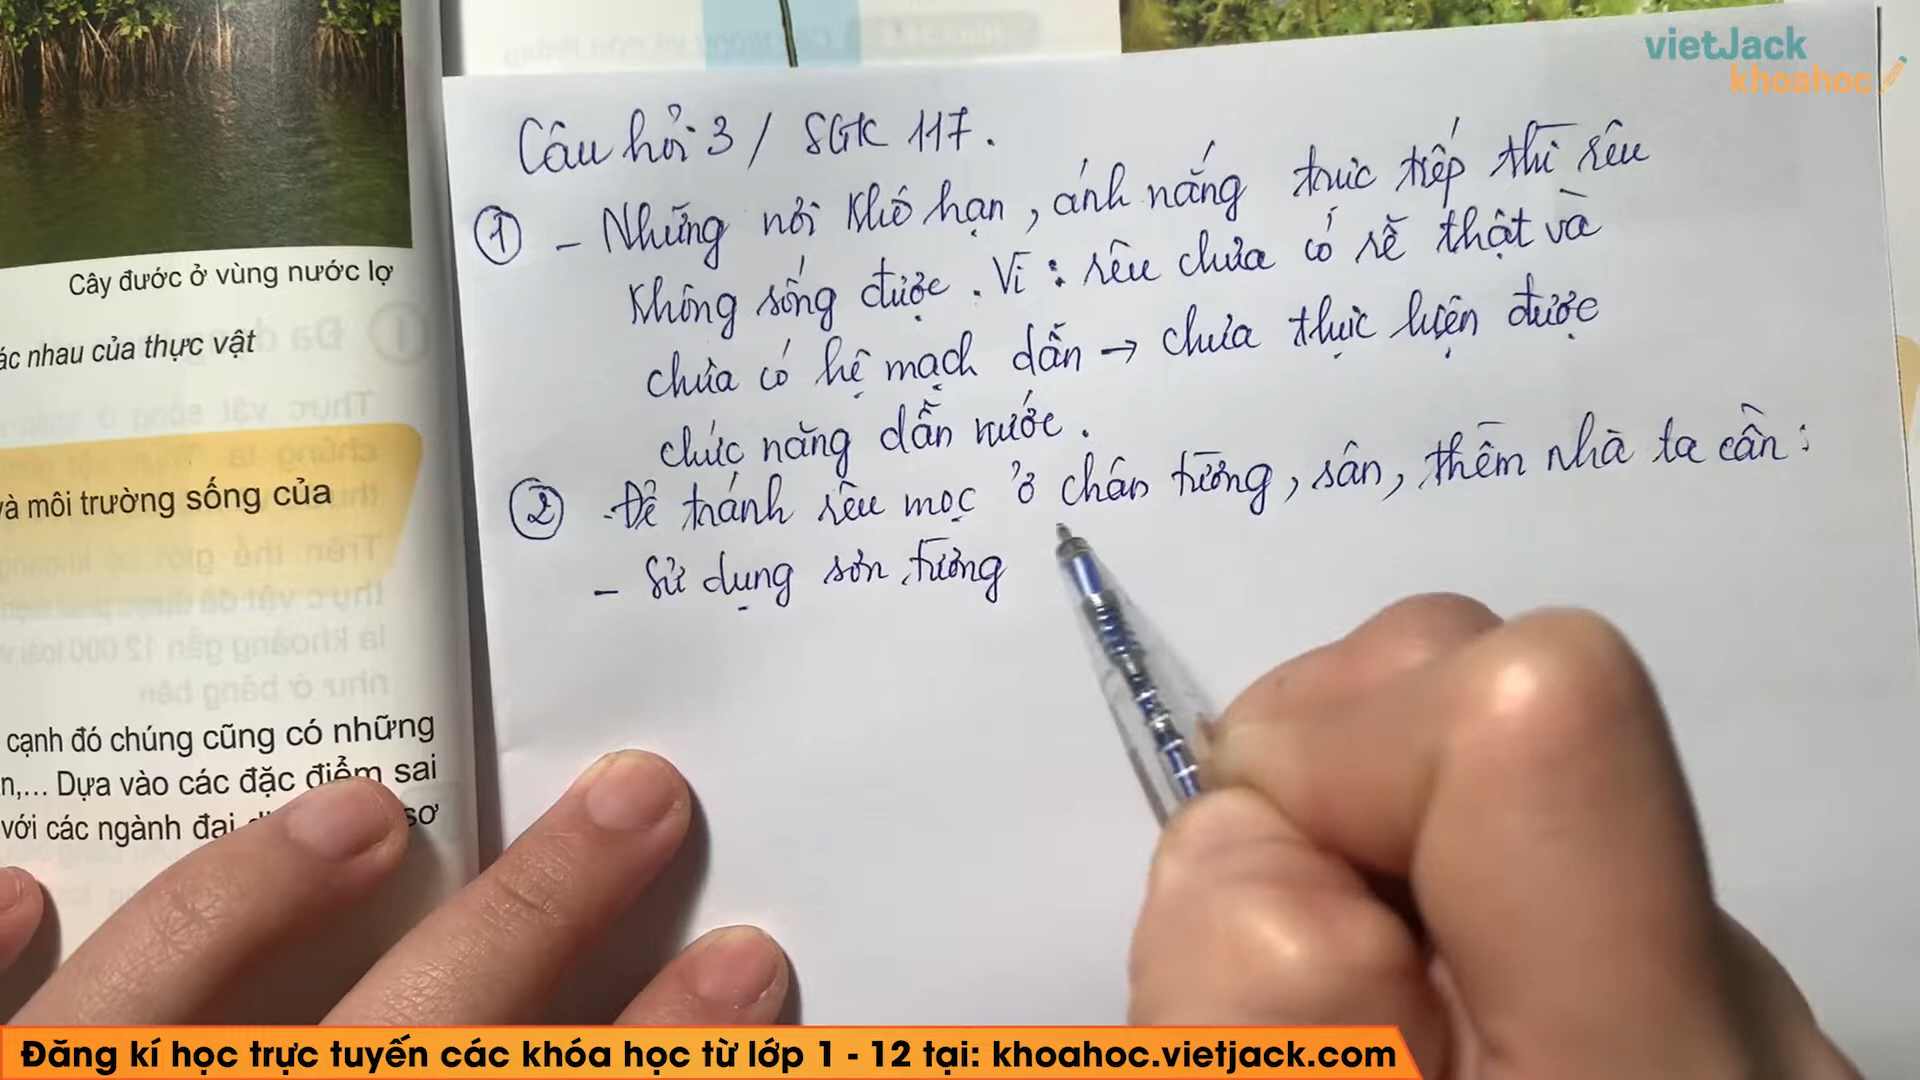 vietJack
khoahoc
Câu hỏi 3 / SGK 117.
① - Những nơi khô hạn, ánh nắng trực tiếp thì rêu
không sống được. Vì : rêu chưa có rễ thật và
chưa có hệ mạch dẫn → chưa thực hiện được
chức năng dẫn nước.
② - Để tránh rêu mọc ở chân tường, sân, thềm nhà ta cần :
- Sử dụng sơn tường
Cây đước ở vùng nước lợ
ác nhau của thực vật
và môi trường sống của
cạnh đó chúng cũng có những
n,... Dựa vào các đặc điểm sai
với các ngành đại
sơ
Đăng kí học trực tuyến các khóa học từ lớp 1 - 12 tại: khoahoc.vietjack.com